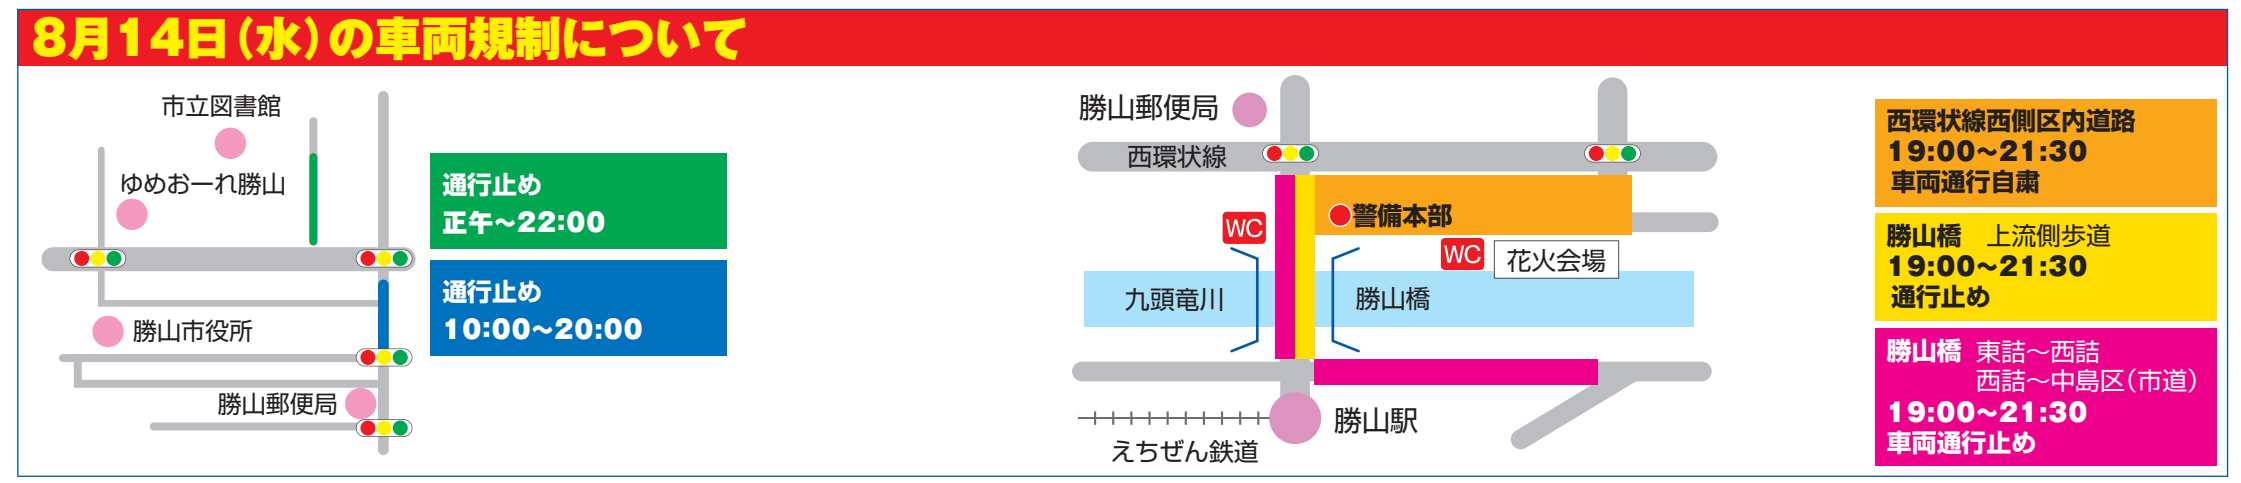 8月14日(水)の車両規制について
市立図書館
ゆめおーれ勝山
勝山市役所
勝山郵便局
通行止め
正午～22:00
通行止め
10:00～20:00
勝山郵便局
西環状線
WC
警備本部
WC
花火会場
九頭竜川
勝山橋
勝山駅
えちぜん鉄道
西環状線西側区内道路
19:00～21:30
車両通行自粛
勝山橋 上流側歩道
19:00～21:30
通行止め
勝山橋 東詰～西詰
西詰～中島区(市道)
19:00～21:30
車両通行止め